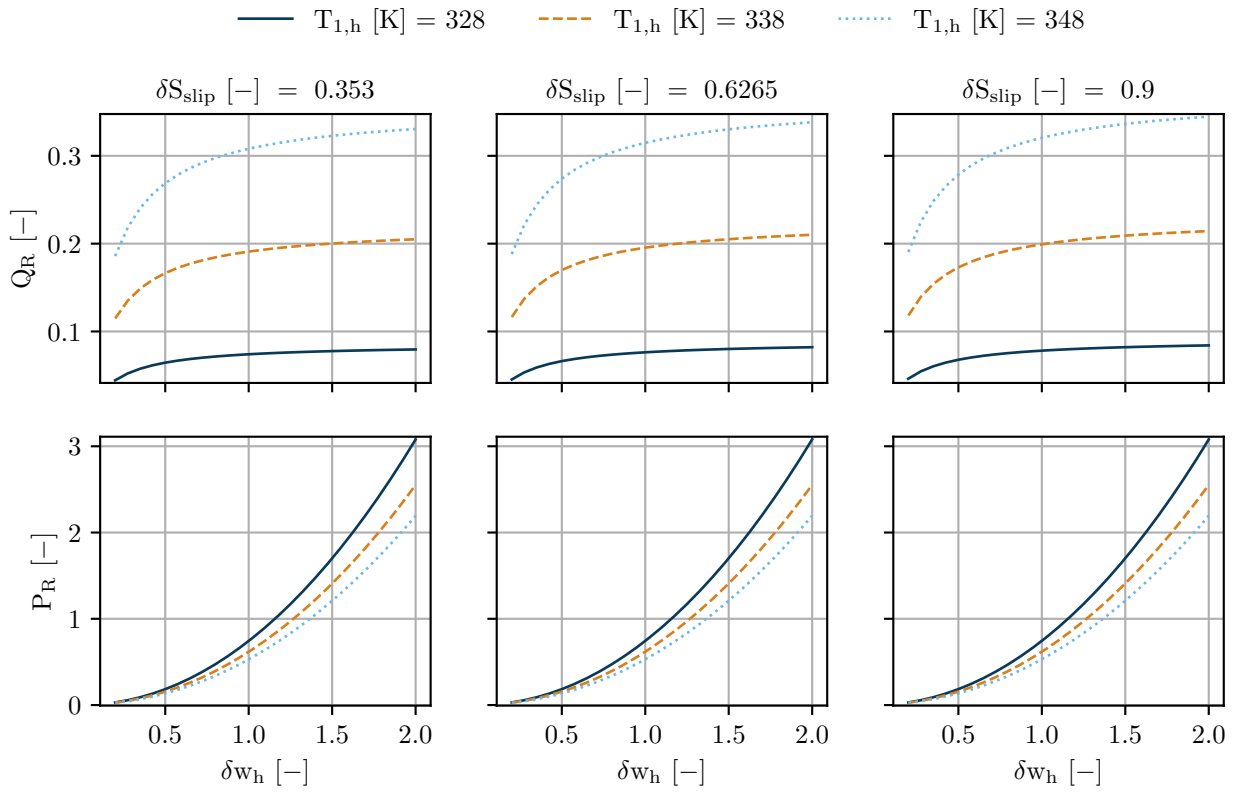 T1,h [K] = 328 T1,h [K] = 338 T1,h [K] = 348
δSslip [−] = 0.353 δSslip [−] = 0.6265 δSslip [−] = 0.9
0.3
0.2
0.1
QR [−]
3
2
1
0
PR [−]
0.5 1.0 1.5 2.0 0.5 1.0 1.5 2.0 0.5 1.0 1.5 2.0
δwh [−] δwh [−] δwh [−]